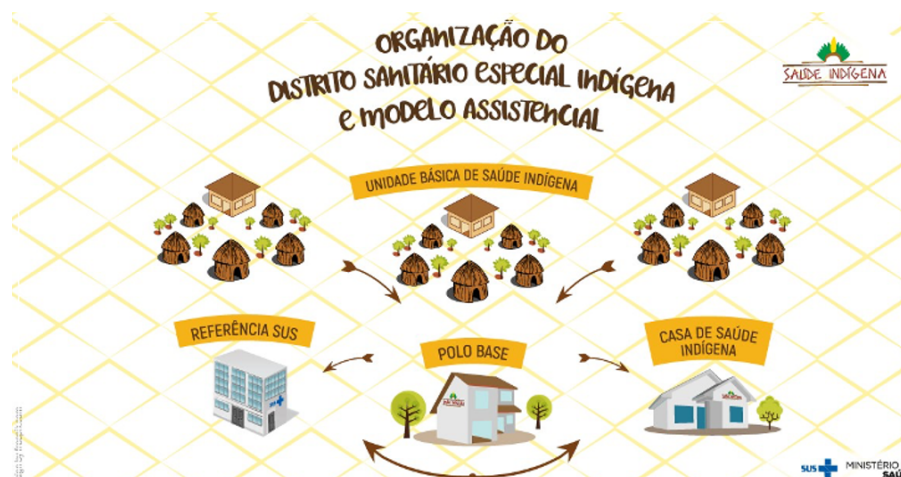 ORGANIZAÇÃO DO
DISTRITO SANITÁRIO ESPECIAL INDÍGENA
E MODELO ASSISTENCIAL
SAÚDE INDÍGENA
UNIDADE BÁSICA DE SAÚDE INDÍGENA
REFERÊNCIA SUS
POLO BASE
CASA DE SAÚDE
INDÍGENA
SUS
MINISTÉRIO
SAÚ